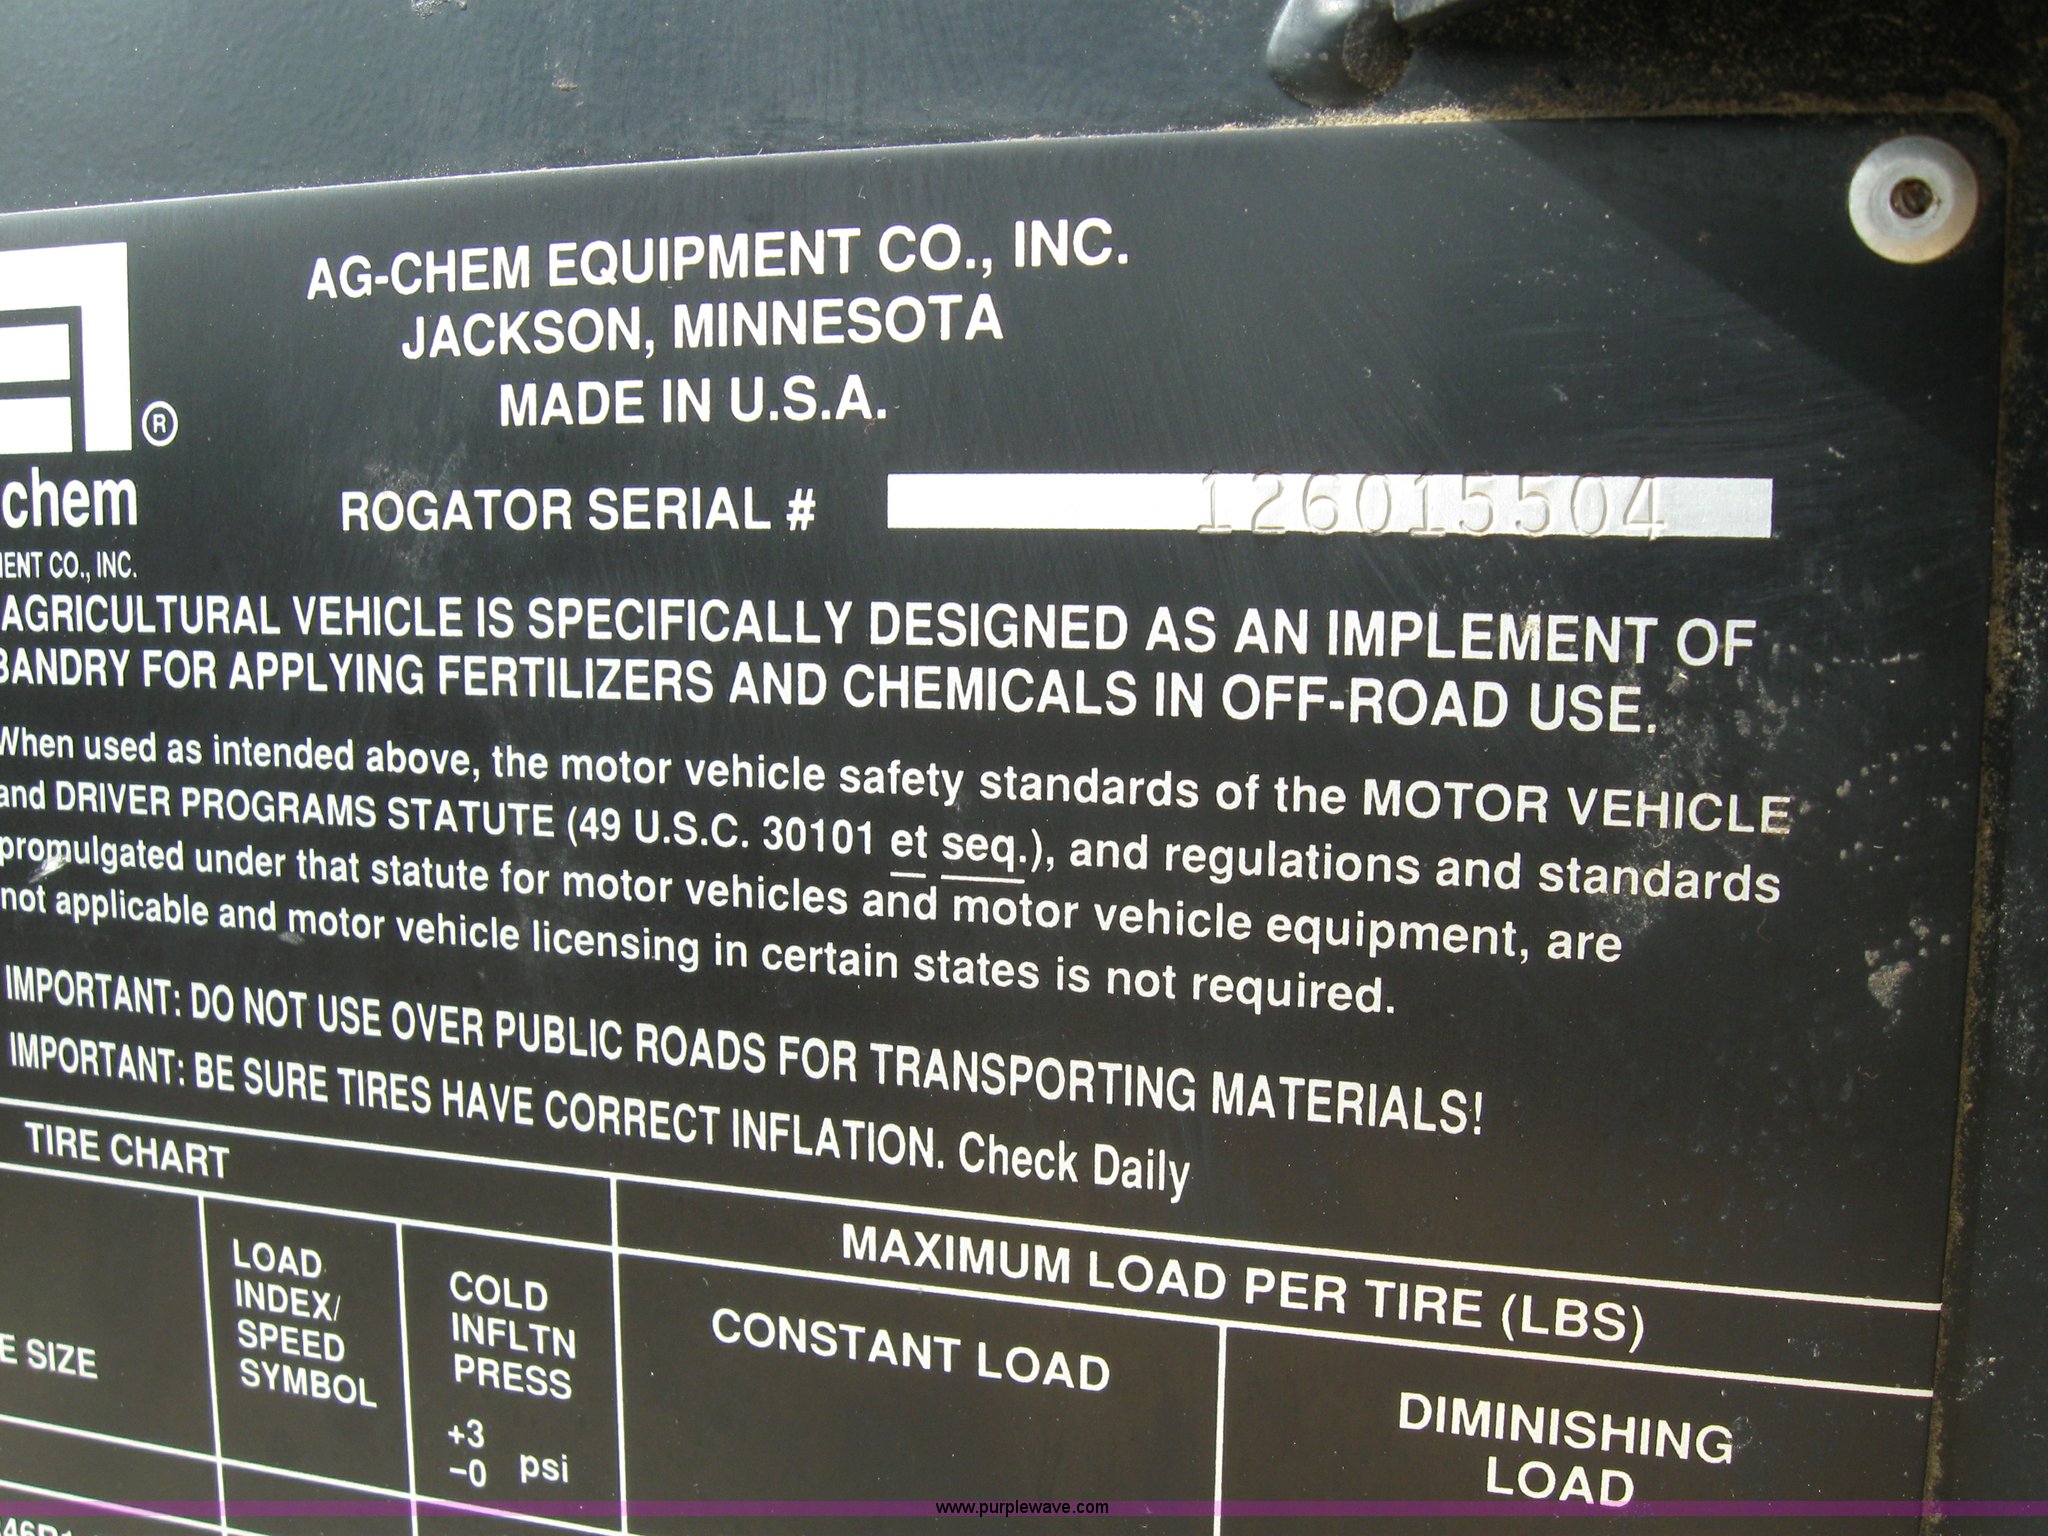 AG-CHEM EQUIPMENT CO., INC.
JACKSON, MINNESOTA
MADE IN U.S.A.
®
chem
CO., INC.
ROGATOR SERIAL # 126015504
AGRICULTURAL VEHICLE IS SPECIFICALLY DESIGNED AS AN IMPLEMENT OF
BANDRY FOR APPLYING FERTILIZERS AND CHEMICALS IN OFF-ROAD USE.
When used as intended above, the motor vehicle safety standards of the MOTOR VEHICLE
and DRIVER PROGRAMS STATUTE (49 U.S.C. 30101 et seq.), and regulations and standards
promulgated under that statute for motor vehicles and motor vehicle equipment, are
not applicable and motor vehicle licensing in certain states is not required.
IMPORTANT: DO NOT USE OVER PUBLIC ROADS FOR TRANSPORTING MATERIALS!
IMPORTANT: BE SURE TIRES HAVE CORRECT INFLATION. Check Daily
TIRE CHART
MAXIMUM LOAD PER TIRE (LBS)
E SIZE
LOAD
INDEX/
SPEED
SYMBOL
COLD
INFLTN
PRESS
+3
-0 psi
CONSTANT LOAD
DIMINISHING
LOAD
www.purplewave.com